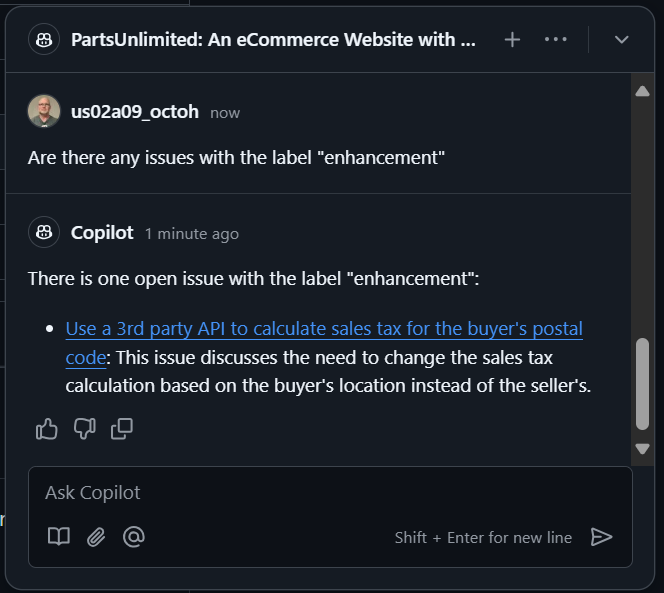 PartsUnlimited: An eCommerce Website with ...
us02a09_octoh now
Are there any issues with the label "enhancement"
Copilot 1 minute ago
There is one open issue with the label "enhancement":
• Use a 3rd party API to calculate sales tax for the buyer's postal
code: This issue discusses the need to change the sales tax
calculation based on the buyer's location instead of the seller's.
Ask Copilot
Shift + Enter for new line